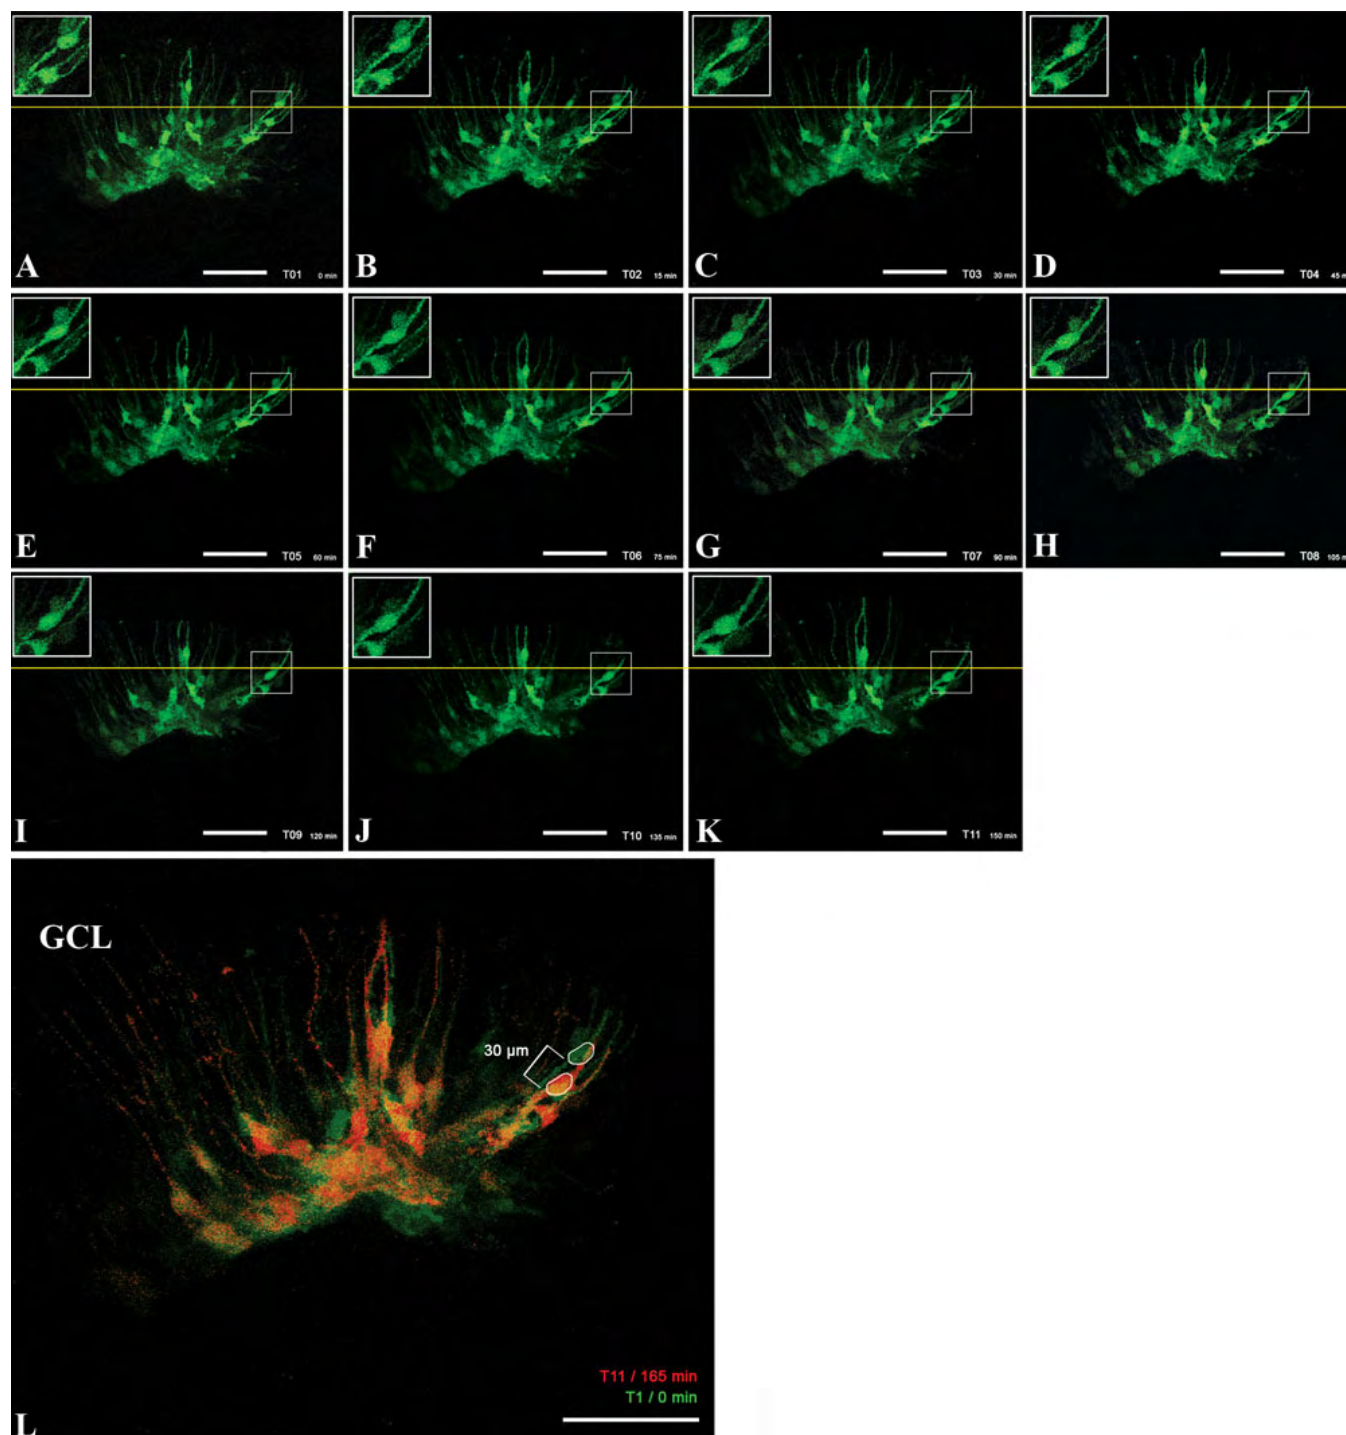 A T01 0 min
B T02 15 min
C T03 30 min
D T04 45 m
E T05 60 min
F T06 75 min
G T07 90 min
H T08 105 m
I T09 120 min
J T10 135 min
K T11 150 min
GCL
30 µm
T11 / 165 min
T1 / 0 min
L